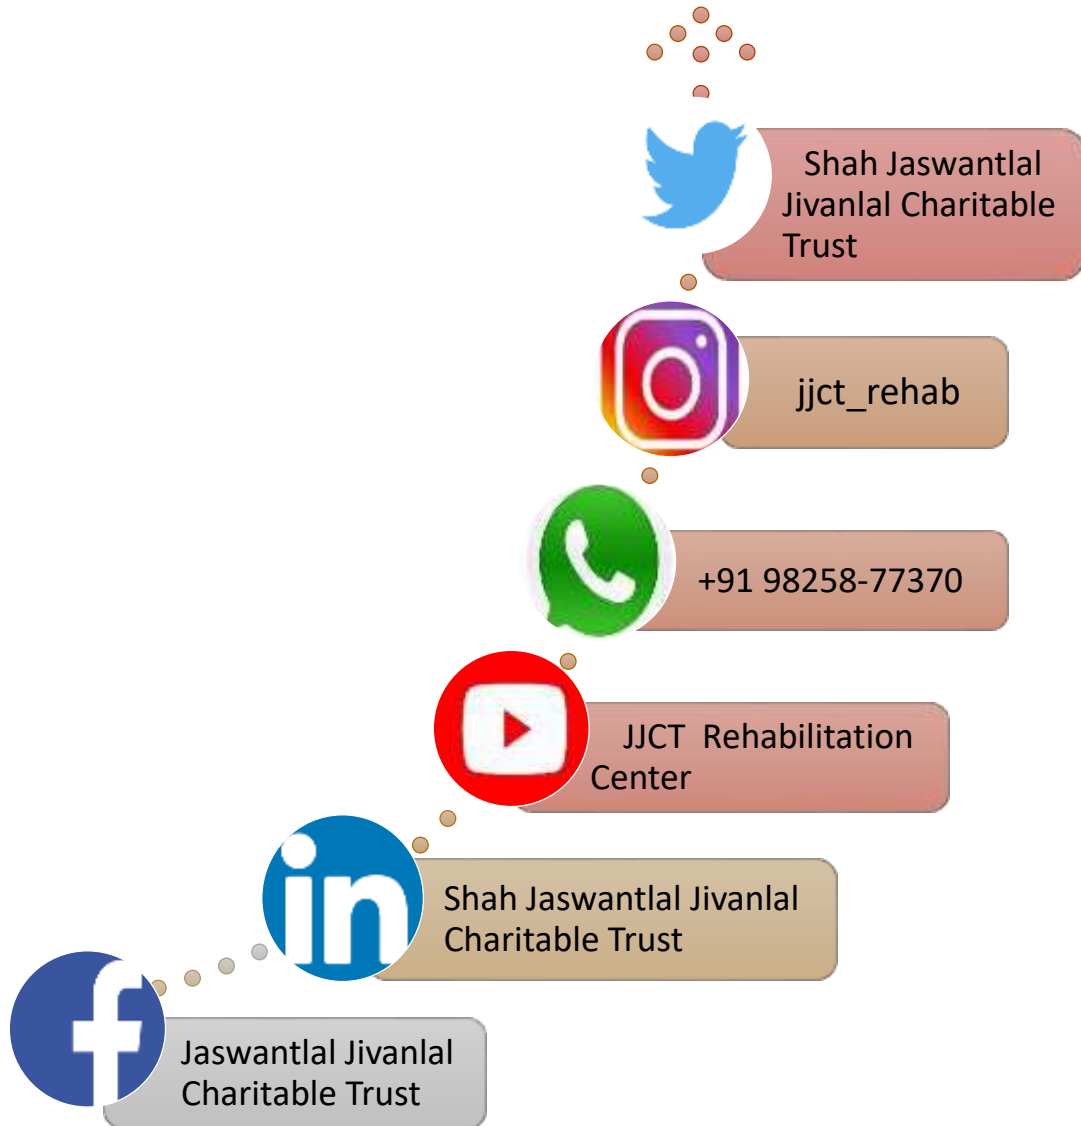 Shah Jaswantlal
Jivanlal Charitable
Trust
jjct_rehab
+91 98258-77370
JJCT Rehabilitation
Center
in
Shah Jaswantlal Jivanlal
Charitable Trust
f
Jaswantlal Jivanlal
Charitable Trust